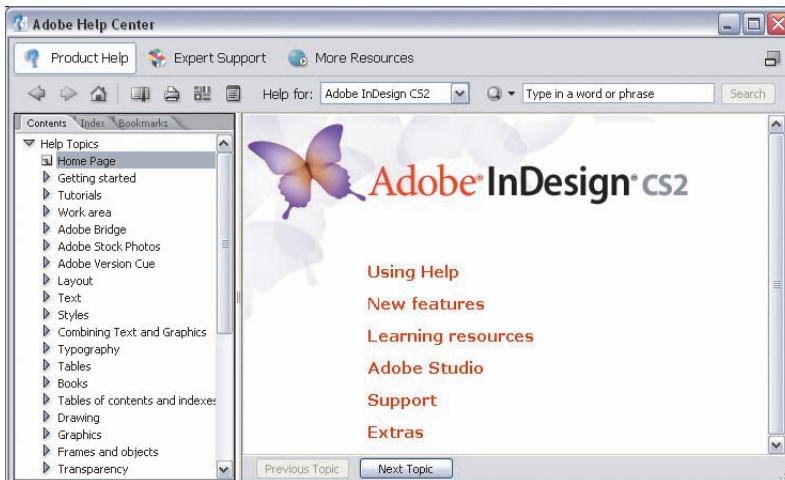 Adobe Help Center
Product Help Expert Support More Resources
Help for: Adobe InDesign CS2 Type in a word or phrase Search
Contents Index Bookmarks
Help Topics
Home Page
Getting started
Tutorials
Work area
Adobe Bridge
Adobe Stock Photos
Adobe Version Cue
Layout
Text
Styles
Combining Text and Graphics
Typography
Tables
Books
Tables of contents and indexes
Drawing
Graphics
Frames and objects
Transparency
Adobe® InDesign® CS2
Using Help
New features
Learning resources
Adobe Studio
Support
Extras
Previous Topic Next Topic